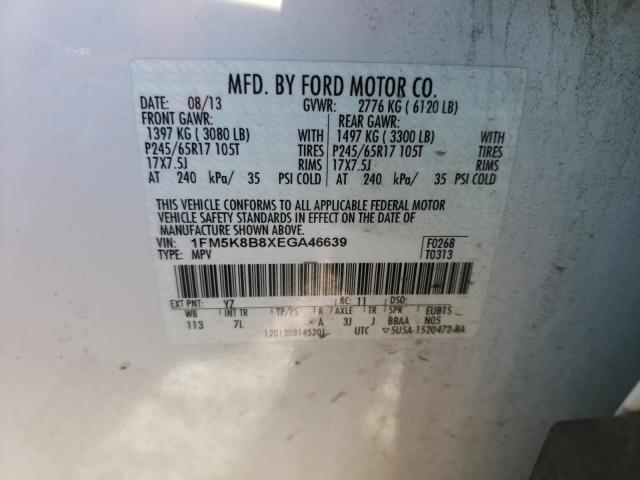 MFD. BY FORD MOTOR CO.
DATE: 08/13 GVWR: 2776 KG ( 6120 LB)
FRONT GAWR: REAR GAWR:
1397 KG ( 3080 LB) WITH 1497 KG ( 3300 LB) WITH
P245/65R17 105T TIRES P245/65R17 105T TIRES
17X7.5J RIMS 17X7.5J RIMS
AT 240 kPa/ 35 PSI COLD AT 240 kPa/ 35 PSI COLD
THIS VEHICLE CONFORMS TO ALL APPLICABLE FEDERAL MOTOR
VEHICLE SAFETY STANDARDS IN EFFECT ON THE DATE OF
MANUFACTURE SHOWN ABOVE.
VIN: 1FM5K8B8XEGA46639 F0268
TYPE: MPV T0313
EXT PNT: Y7 RC: 11 DSO:
WB INT TR TP/PS R AXLE TR SPR EUB15
113 7L A 3J J BBAA N05
120130814520 UTC ▽5U5A-1520472-BA